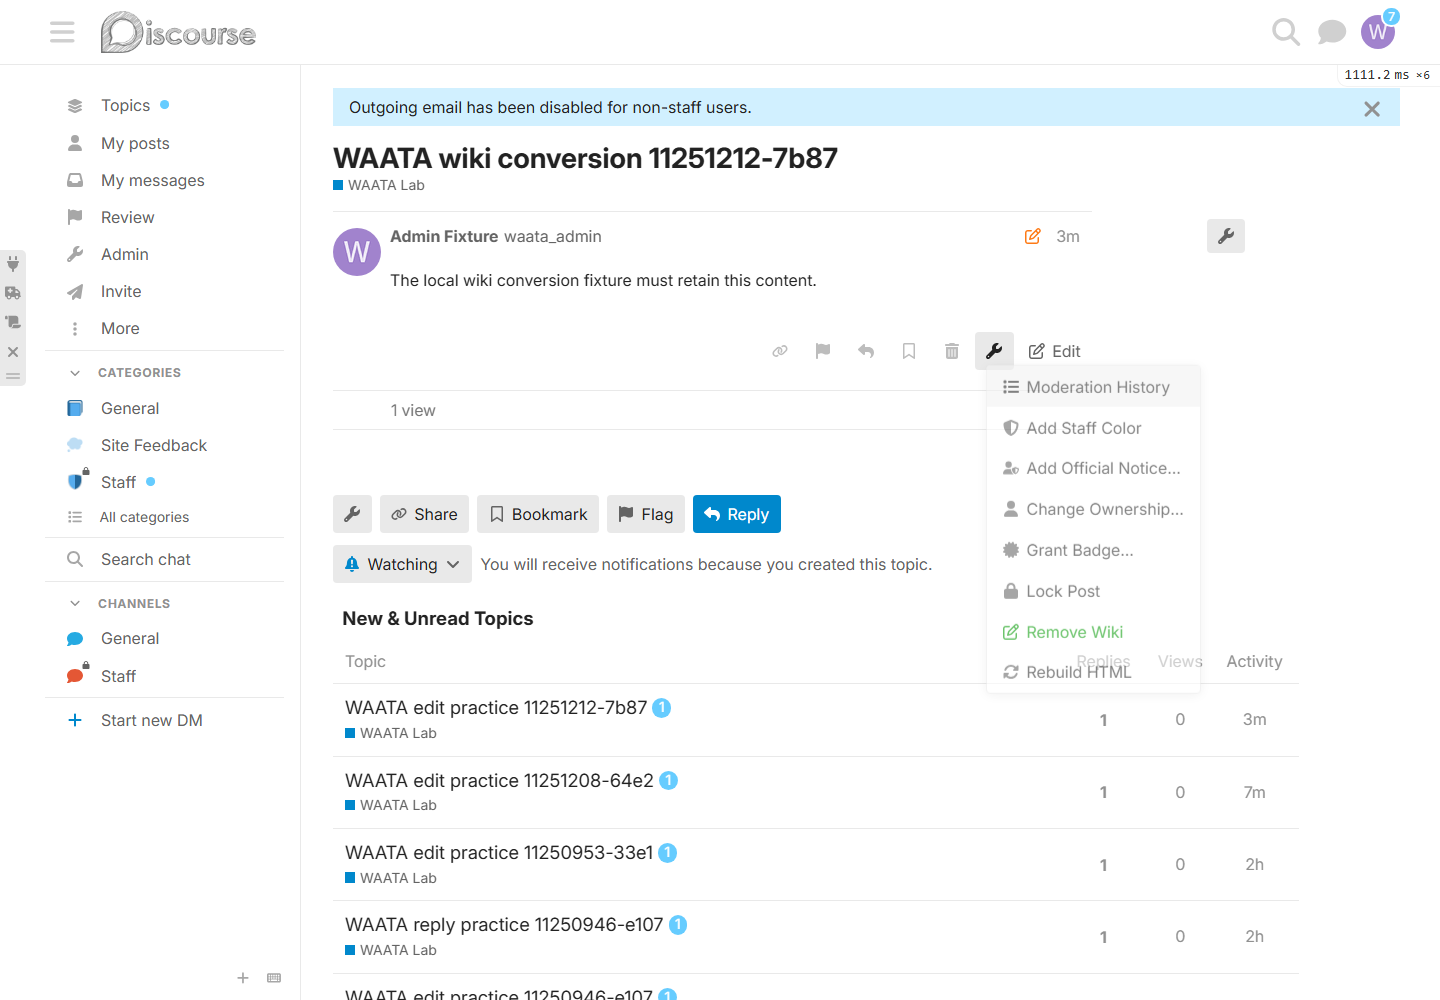 Discourse
W
7
1111.2 ms ×6
Topics
My posts
My messages
Review
Admin
Invite
More
CATEGORIES
General
Site Feedback
Staff
All categories
Search chat
CHANNELS
General
Staff
Start new DM
Outgoing email has been disabled for non-staff users.
WAATA wiki conversion 11251212-7b87
WAATA Lab
W
Admin Fixture waata_admin
3m
The local wiki conversion fixture must retain this content.
Edit
1 view
Moderation History
Add Staff Color
Add Official Notice...
Change Ownership...
Grant Badge...
Lock Post
Remove Wiki
Rebuild HTML
Share
Bookmark
Flag
Reply
Watching
You will receive notifications because you created this topic.
New & Unread Topics
Topic Replies Views Activity
WAATA edit practice 11251212-7b87 1
WAATA Lab
1 0 3m
WAATA edit practice 11251208-64e2 1
WAATA Lab
1 0 7m
WAATA edit practice 11250953-33e1 1
WAATA Lab
1 0 2h
WAATA reply practice 11250946-e107 1
WAATA Lab
1 0 2h
WAATA edit practice 11250946-e107 1